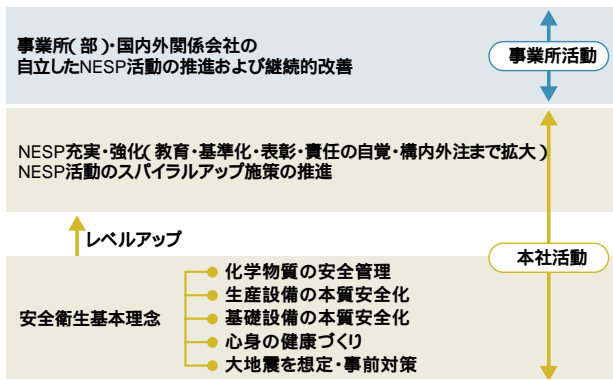 事業所(部)・国内外関係会社の
自立したNESP活動の推進および継続的改善
事業所活動
NESP充実・強化(教育・基準化・表彰・責任の自覚・構内外注まで拡大)
NESP活動のスパイラルアップ施策の推進
レベルアップ
本社活動
安全衛生基本理念
化学物質の安全管理
生産設備の本質安全化
基礎設備の本質安全化
心身の健康づくり
大地震を想定・事前対策